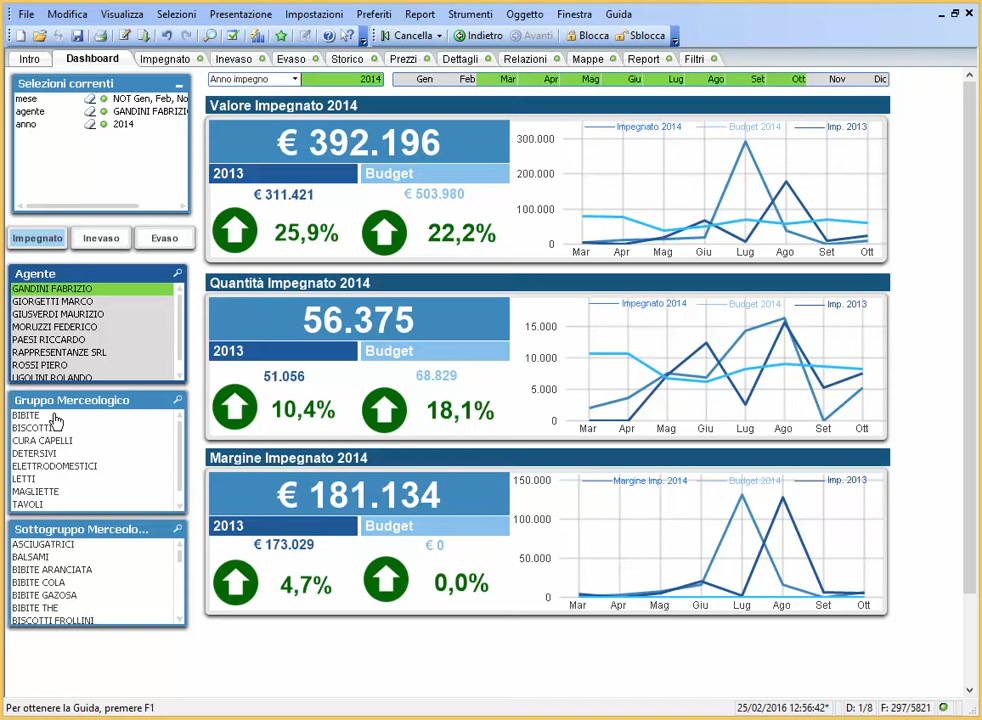 File Modifica Visualizza Selezioni Presentazione Impostazioni Preferiti Report Strumenti Oggetto Finestra Guida
Cancella Indietro Avanti Blocca Sblocca
Intro Dashboard Impegnato Inevaso Evaso Storico Prezzi Dettagli Relazioni Mappe Report Filtri
Selezioni correnti
mese NOT Gen, Feb, No
agente GANDINI FABRIZI
anno 2014
Anno impegno 2014 Gen Feb Mar Apr Mag Giu Lug Ago Set Ott Nov Dic
Impegnato Inevaso Evaso
Agente
GANDINI FABRIZIO
GIORGETTI MARCO
GIUSVERDI MAURIZIO
MORUZZI FEDERICO
PAESI RICCARDO
RAPPRESENTANZE SRL
ROSSI PIERO
UGOLINI ROLANDO
Gruppo Merceologico
BIBITE
BISCOTTI
CURA CAPELLI
DETERSIVI
ELETTRODOMESTICI
LETTI
MAGLIETTE
TAVOLI
Sottogruppo Merceolo...
ASCIUGATRICI
BALSAMI
BIBITE ARANCIATA
BIBITE COLA
BIBITE GAZOSA
BIBITE THE
BISCOTTI FROLLINI
Valore Impegnato 2014
€ 392.196
2013 Budget
€ 311.421 € 503.980
25,9% 22,2%
Impegnato 2014 Budget 2014 Imp. 2013
300.000
200.000
100.000
0
Mar Apr Mag Giu Lug Ago Set Ott
Quantità Impegnato 2014
56.375
2013 Budget
51.056 68.829
10,4% 18,1%
Impegnato 2014 Budget 2014 Imp. 2013
15.000
10.000
5.000
0
Mar Apr Mag Giu Lug Ago Set Ott
Margine Impegnato 2014
€ 181.134
2013 Budget
€ 173.029 € 0
4,7% 0,0%
Margine Imp. 2014 Budget 2014 Imp. 2013
150.000
100.000
50.000
0
Mar Apr Mag Giu Lug Ago Set Ott
Per ottenere la Guida, premere F1 25/02/2016 12:56:42* D: 1/8 F: 297/5821